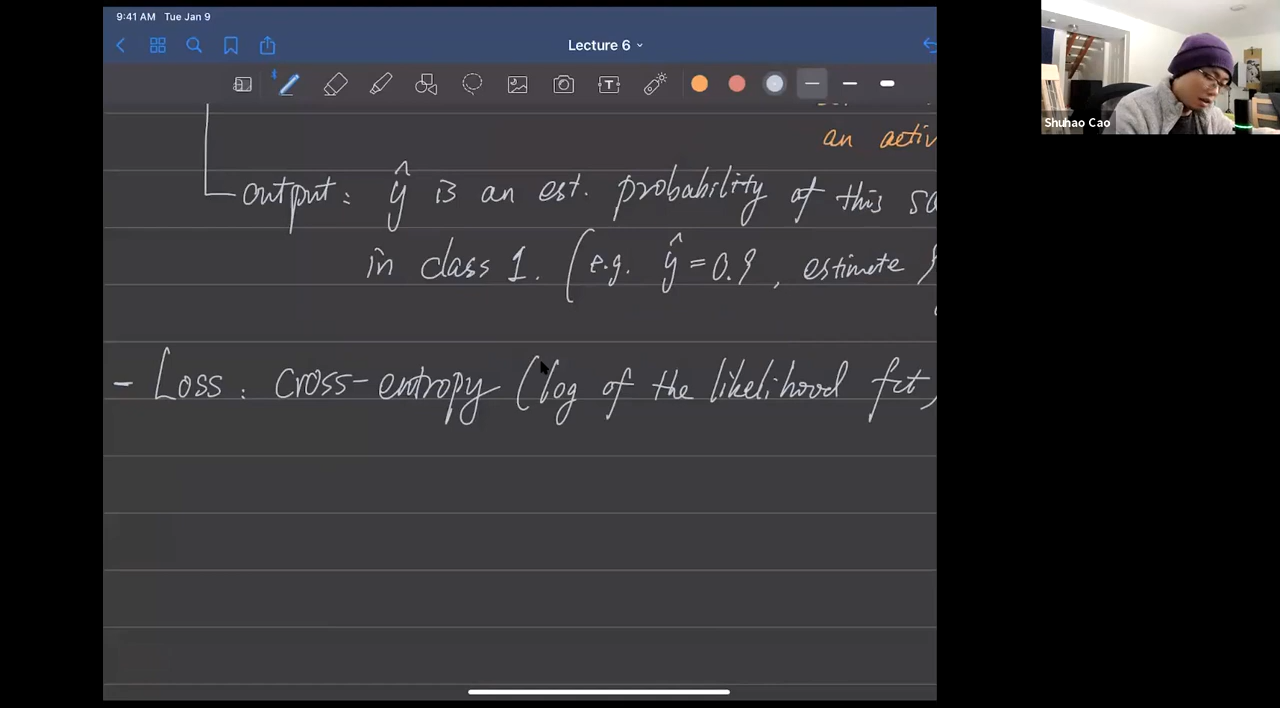 9:41 AM Tue Jan 9
Lecture 6
Shuhao Cao
an activ
output: ŷ is an est. probability of this sa
in class 1. (e.g. ŷ = 0.9, estimate
- Loss: Cross-entropy (log of the likelihood fct)